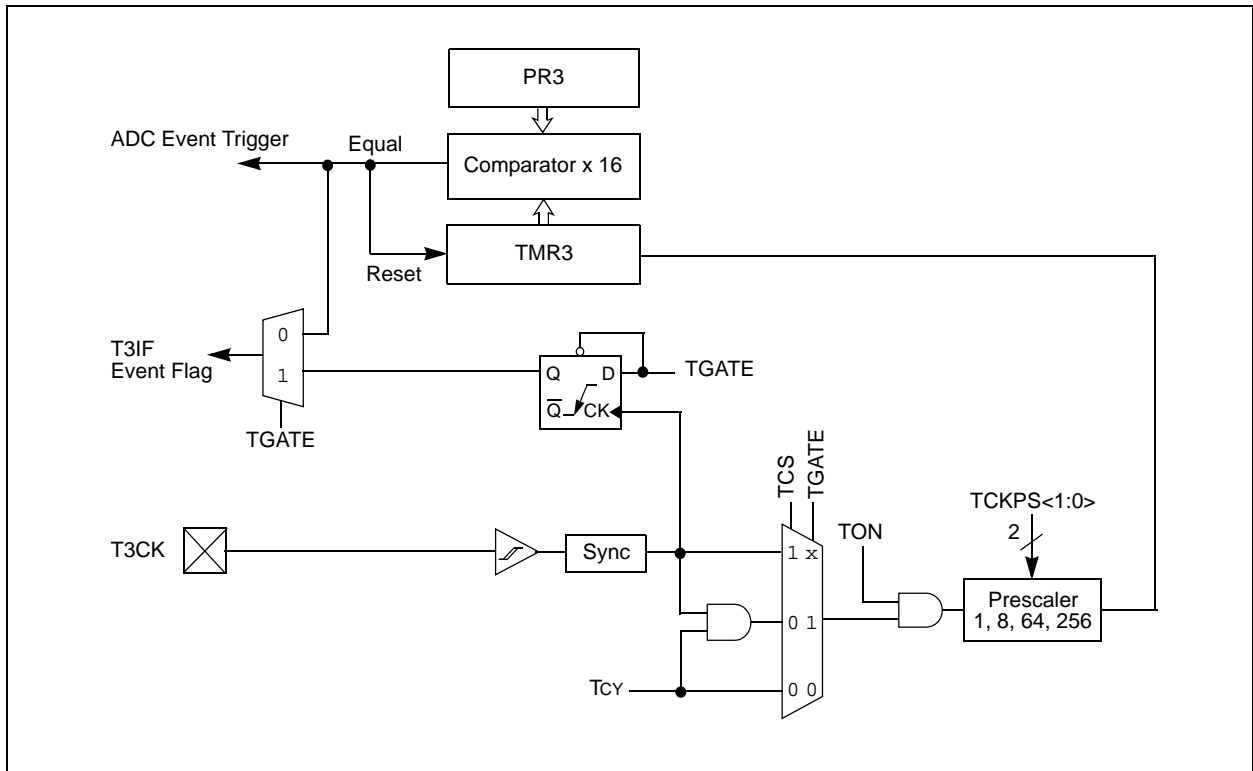 PR3
ADC Event Trigger
Equal
Comparator x 16
TMR3
Reset
0
T3IF
Event Flag
1
TGATE
Q D
Q̅ CK
TGATE
TCS
TGATE
TCKPS<1:0>
2
TON
T3CK
Sync
1 x
Prescaler
1, 8, 64, 256
0 1
TCY
0 0